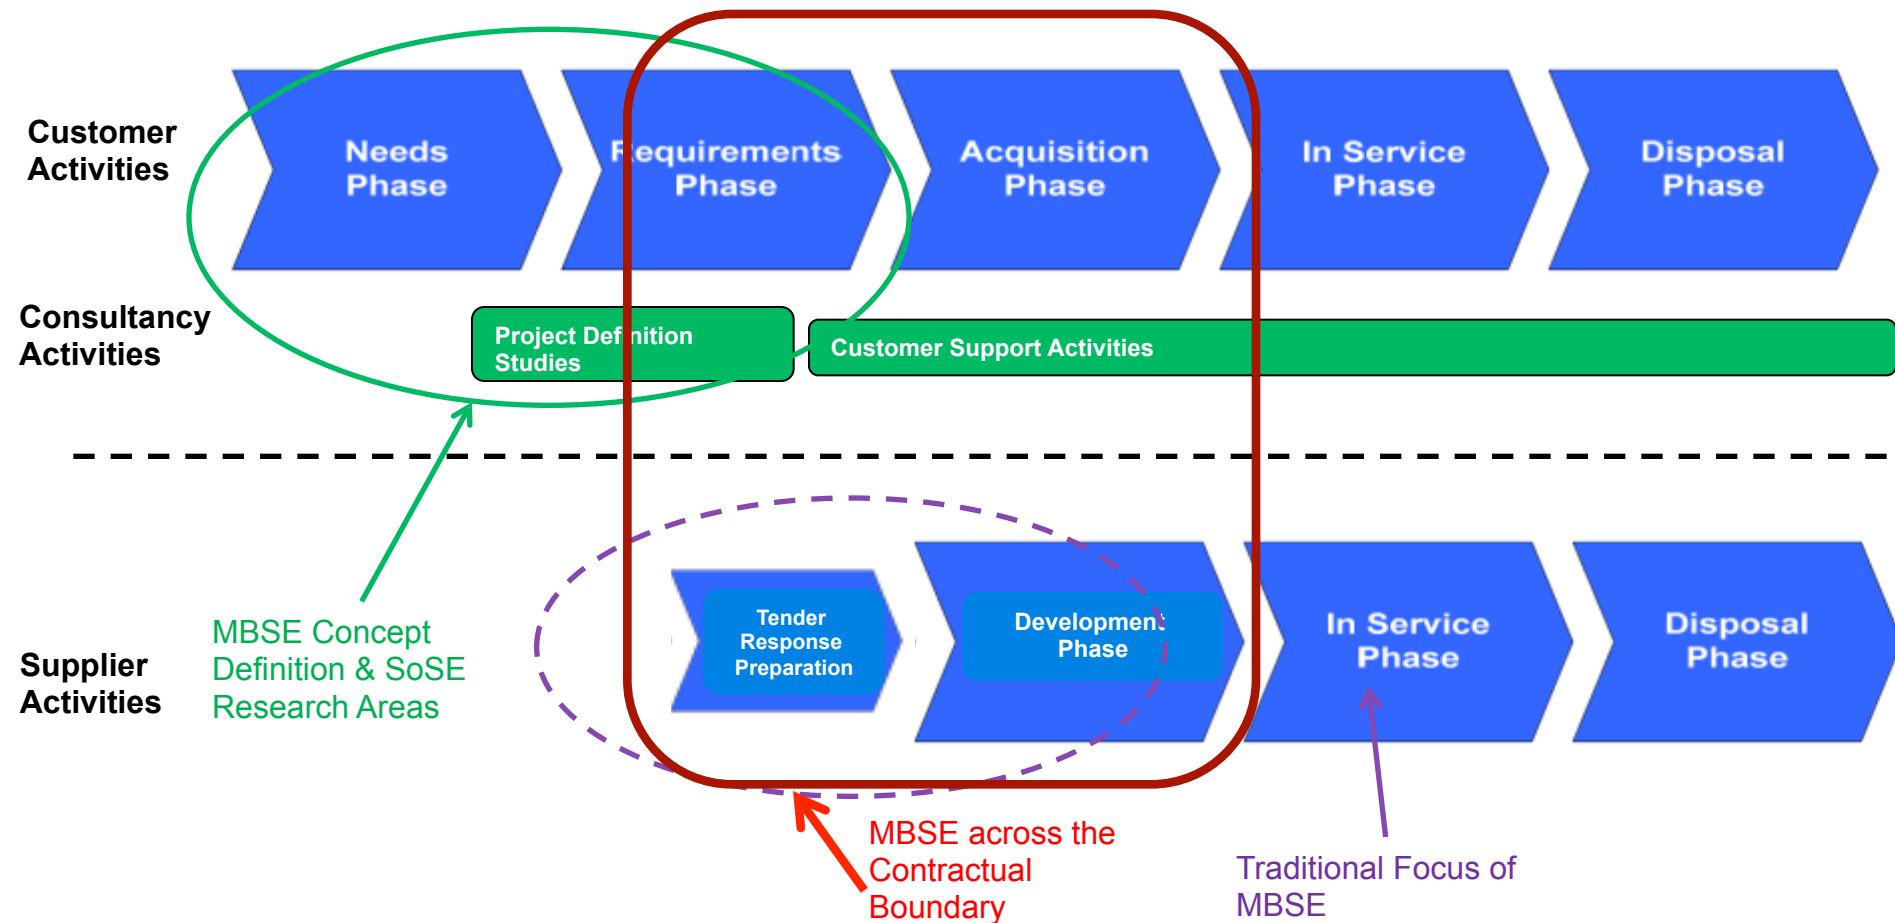 Customer
Activities
Needs
Phase
Requirements
Phase
Acquisition
Phase
In Service
Phase
Disposal
Phase
Consultancy
Activities
Project Definition
Studies
Customer Support Activities
Supplier
Activities
MBSE Concept
Definition & SoSE
Research Areas
Tender
Response
Preparation
Development
Phase
In Service
Phase
Disposal
Phase
MBSE across the
Contractual
Boundary
Traditional Focus of
MBSE